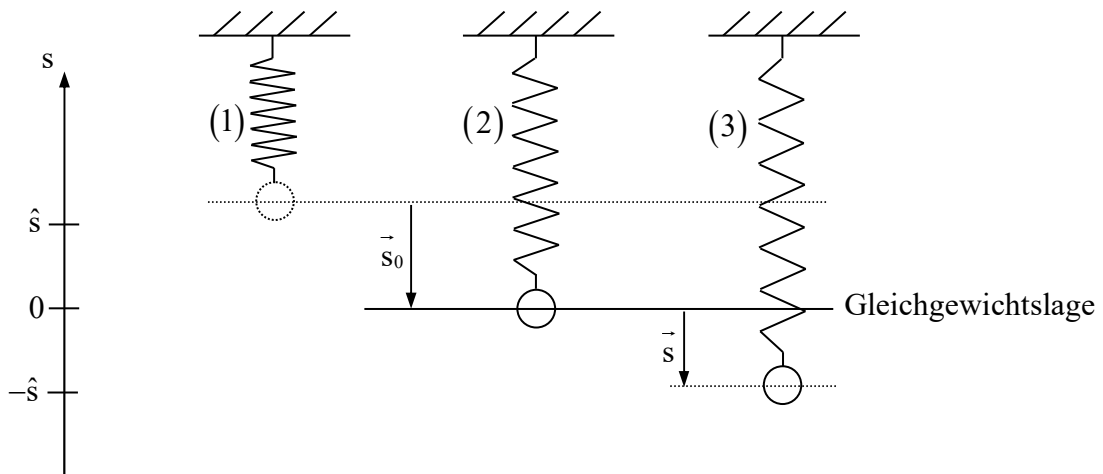 s
(1)
(2)
(3)
ŝ
s⃗₀
0
Gleichgewichtslage
s⃗
−ŝ